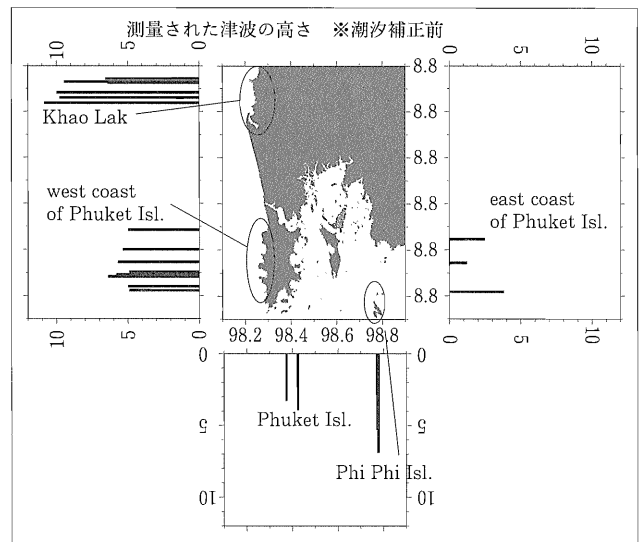 測量された津波の高さ ※潮汐補正前
10 5 0
0 5 10
8.8
8.8
8.8
8.8
8.8
8.8
Khao Lak
west coast
of Phuket Isl.
east coast
of Phuket Isl.
10 5 0
0 5 10
98.2 98.4 98.6 98.8
0 0
5 5
10 10
Phuket Isl.
Phi Phi Isl.